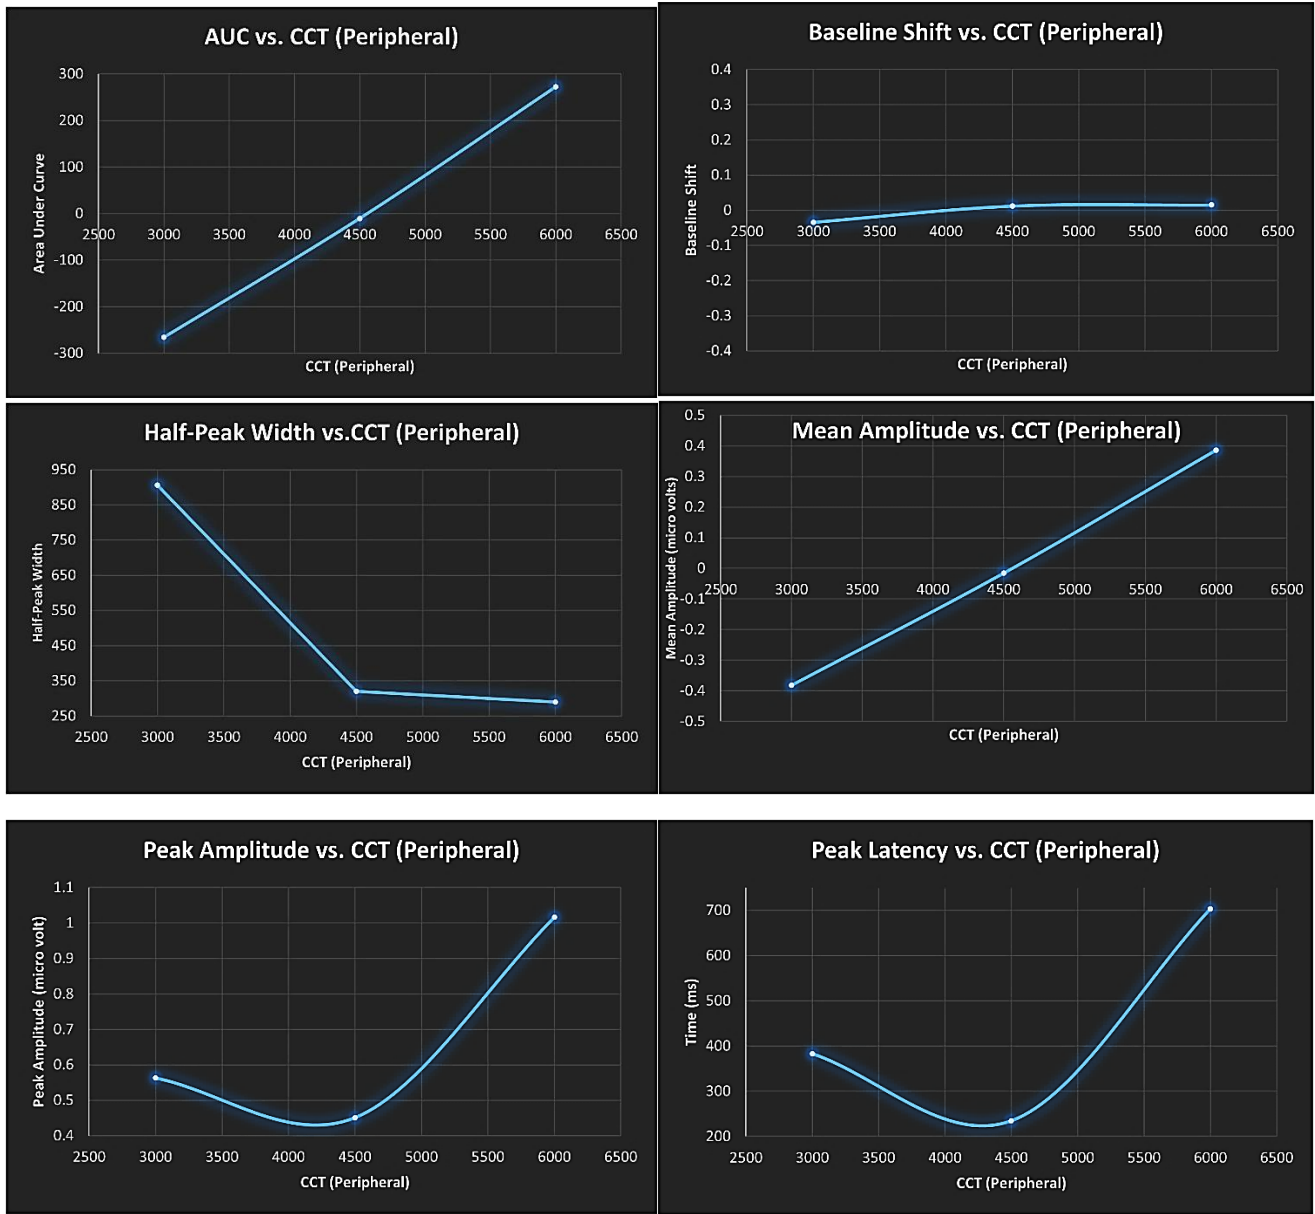 AUC vs. CCT (Peripheral)
300
200
100
0
-100
-200
-300
2500 3000 3500 4000 4500 5000 5500 6000 6500
Area Under Curve
CCT (Peripheral)
Baseline Shift vs. CCT (Peripheral)
0.4
0.3
0.2
0.1
0
-0.1
-0.2
-0.3
-0.4
2500 3000 3500 4000 4500 5000 5500 6000 6500
Baseline Shift
CCT (Peripheral)
Half-Peak Width vs.CCT (Peripheral)
950
850
750
650
550
450
350
250
2500 3000 3500 4000 4500 5000 5500 6000 6500
Half-Peak Width
CCT (Peripheral)
Mean Amplitude vs. CCT (Peripheral)
0.5
0.4
0.3
0.2
0.1
0
-0.1
-0.2
-0.3
-0.4
-0.5
2500 3000 3500 4000 4500 5000 5500 6000 6500
Mean Amplitude (micro volts)
CCT (Peripheral)
Peak Amplitude vs. CCT (Peripheral)
1.1
1
0.9
0.8
0.7
0.6
0.5
0.4
2500 3000 3500 4000 4500 5000 5500 6000 6500
Peak Amplitude (micro volt)
CCT (Peripheral)
Peak Latency vs. CCT (Peripheral)
700
600
500
400
300
200
2500 3000 3500 4000 4500 5000 5500 6000 6500
Time (ms)
CCT (Peripheral)